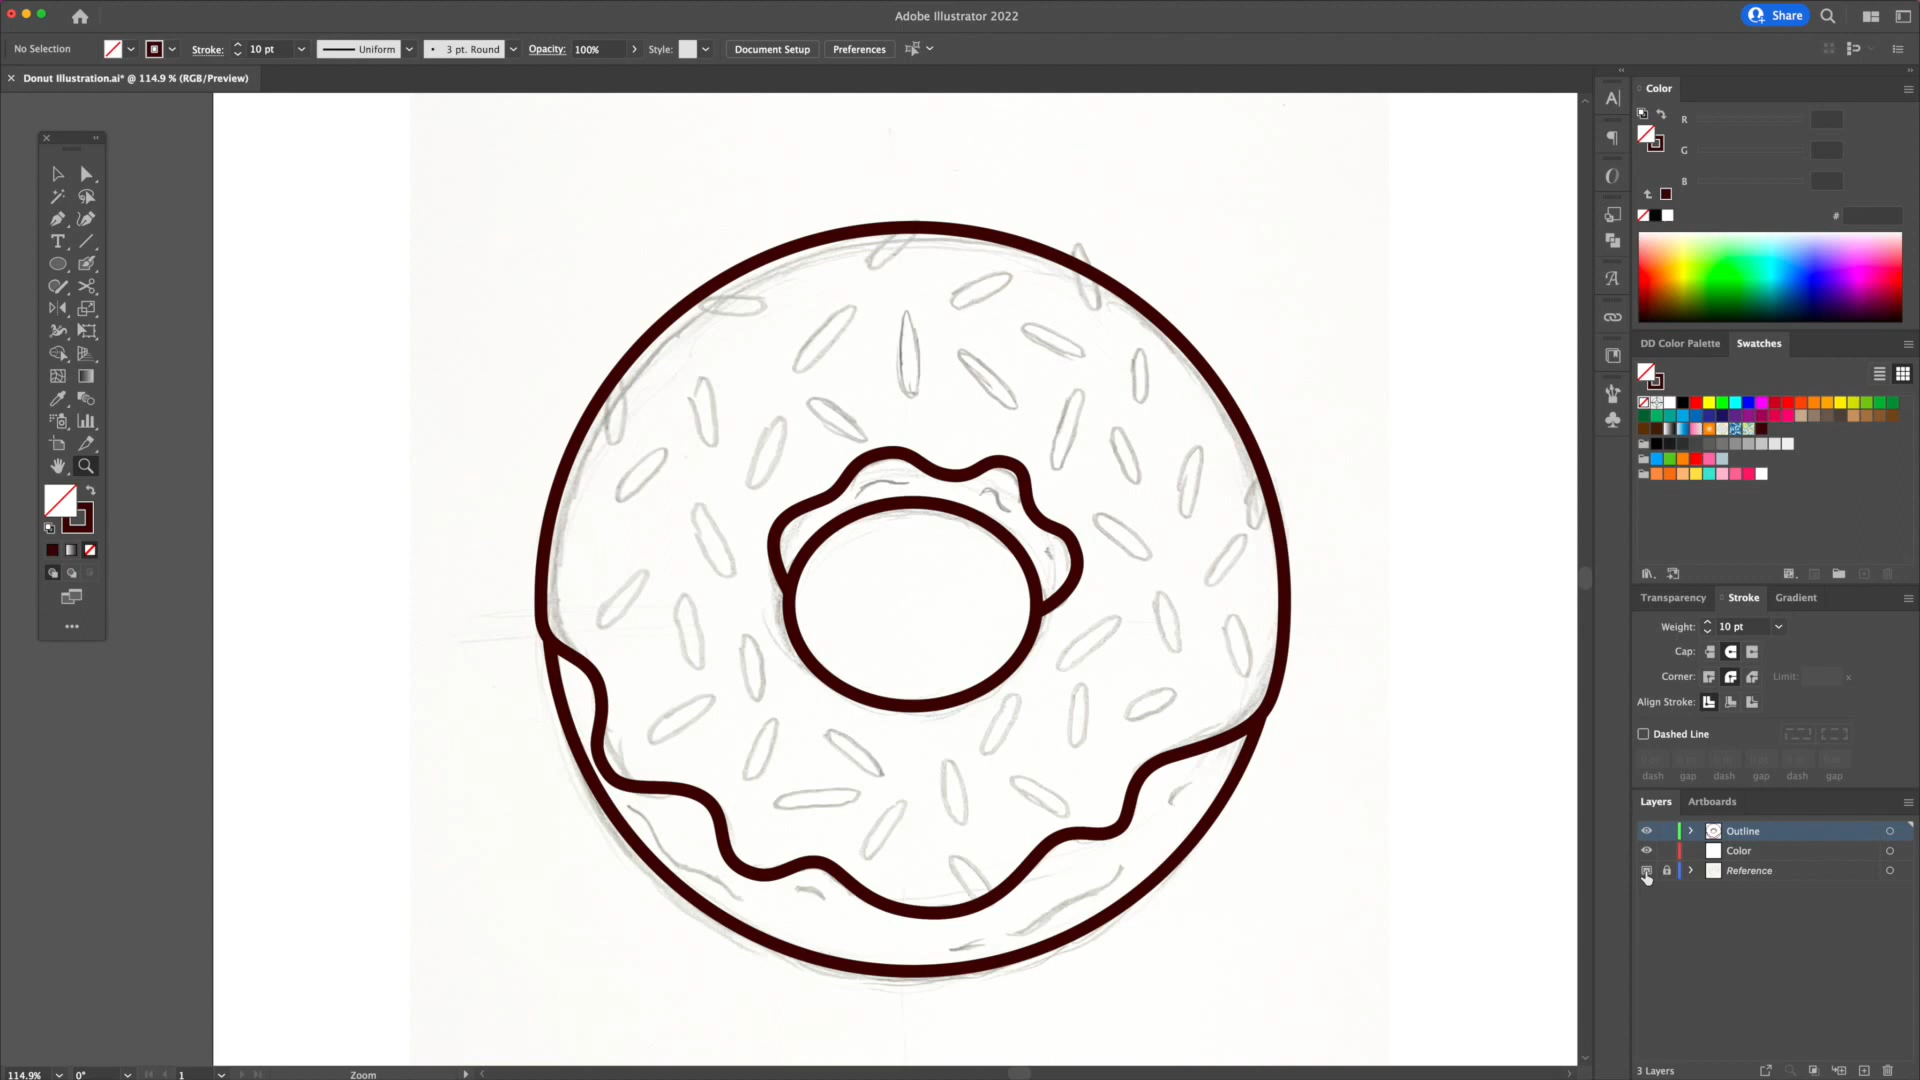 Adobe Illustrator 2022
Share
No Selection
Stroke:
10 pt
Uniform
3 pt. Round
Opacity:
100%
Style:
Document Setup
Preferences
Donut Illustration.ai* @ 114.9 % (RGB/Preview)
Color
R
G
B
#
DD Color Palette
Swatches
Transparency
Stroke
Gradient
Weight:
10 pt
Cap:
Corner:
Limit:
x
Align Stroke:
Dashed Line
dash
gap
dash
gap
dash
gap
Layers
Artboards
Outline
Color
Reference
3 Layers
114.9%
0°
1
Zoom